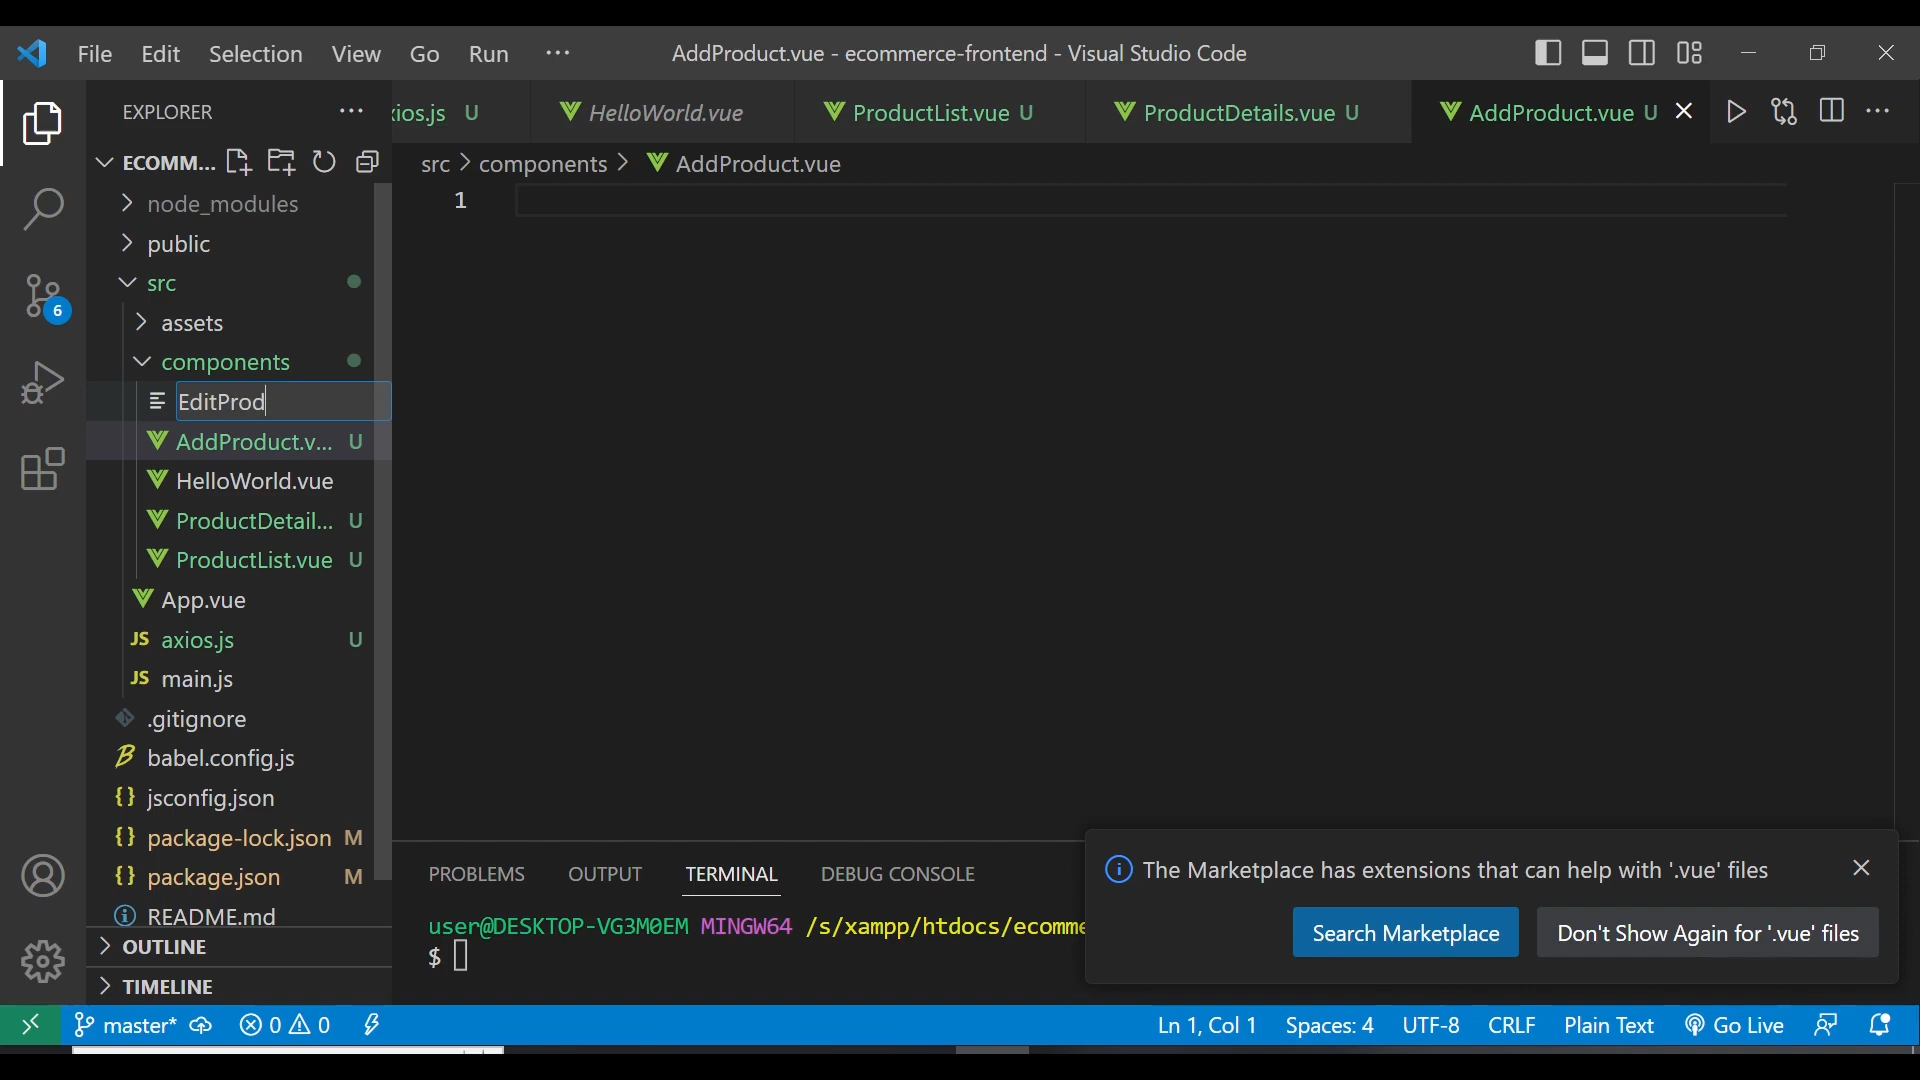 File Edit Selection View Go Run ···
AddProduct.vue - ecommerce-frontend - Visual Studio Code
EXPLORER ···
ios.js U
HelloWorld.vue
ProductList.vue U
ProductDetails.vue U
AddProduct.vue U
ECOMM...
src > components > AddProduct.vue
1
node_modules
public
src
assets
components
EditProd
AddProduct.v... U
HelloWorld.vue
ProductDetail... U
ProductList.vue U
App.vue
JS axios.js U
JS main.js
.gitignore
babel.config.js
{} jsconfig.json
{} package-lock.json M
{} package.json M
README.md
OUTLINE
TIMELINE
6
PROBLEMS OUTPUT TERMINAL DEBUG CONSOLE
user@DESKTOP-VG3M0EM MINGW64 /s/xampp/htdocs/ecomme
$
The Marketplace has extensions that can help with '.vue' files
Search Marketplace
Don't Show Again for '.vue' files
master* 0 0
Ln 1, Col 1 Spaces: 4 UTF-8 CRLF Plain Text Go Live